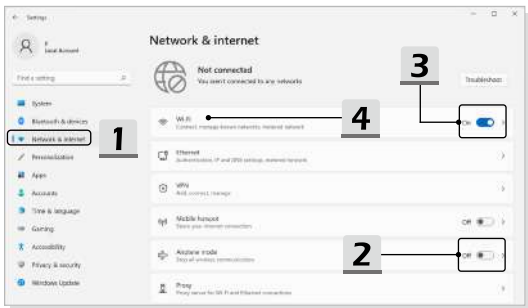 Settings
Local Account
Find a setting
System
Bluetooth & devices
Network & internet
Personalization
Apps
Accounts
Time & language
Gaming
Accessibility
Privacy & security
Windows Update
1
Network & internet
Not connected
You aren't connected to any networks
Troubleshoot
3
Wi-Fi
Connect, manage known networks, metered network
4
On
Ethernet
Authentication, IP and DNS settings, metered network
VPN
Add, connect, manage
Mobile hotspot
Share your internet connection
Off
2
Airplane mode
Stop all wireless communications
Off
Proxy
Proxy server for Wi-Fi and Ethernet connections